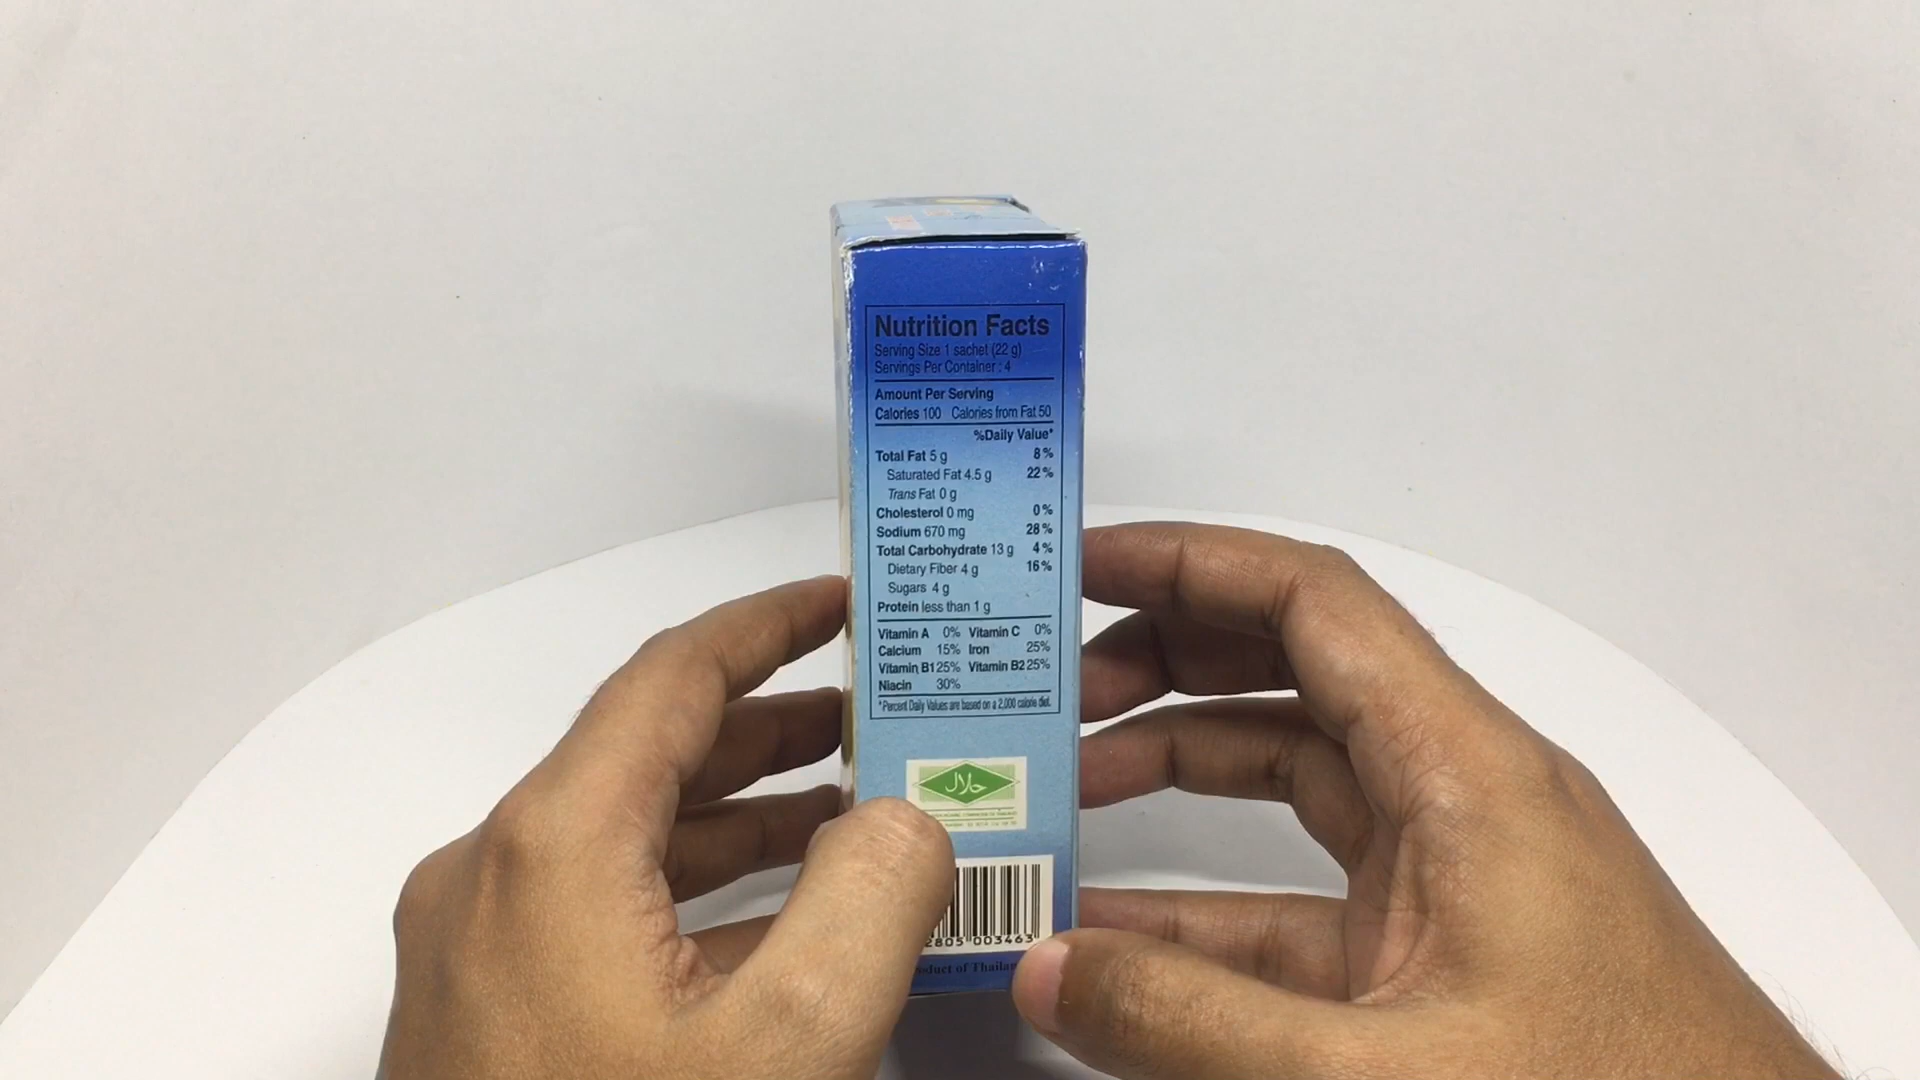 Nutrition Facts
Serving Size 1 sachet (22 g)
Servings Per Container : 4
Amount Per Serving
Calories 100 Calories from Fat 50
%Daily Value*
Total Fat 5 g 8%
Saturated Fat 4.5 g 22%
Trans Fat 0 g
Cholesterol 0 mg 0%
Sodium 670 mg 28%
Total Carbohydrate 13 g 4%
Dietary Fiber 4 g 16%
Sugars 4 g
Protein less than 1 g
Vitamin A 0% Vitamin C 0%
Calcium 15% Iron 25%
Vitamin B1 25% Vitamin B2 25%
Niacin 30%
*Percent Daily Values are based on a 2,000 calorie diet.
حلال
2805 003463
oduct of Thailan